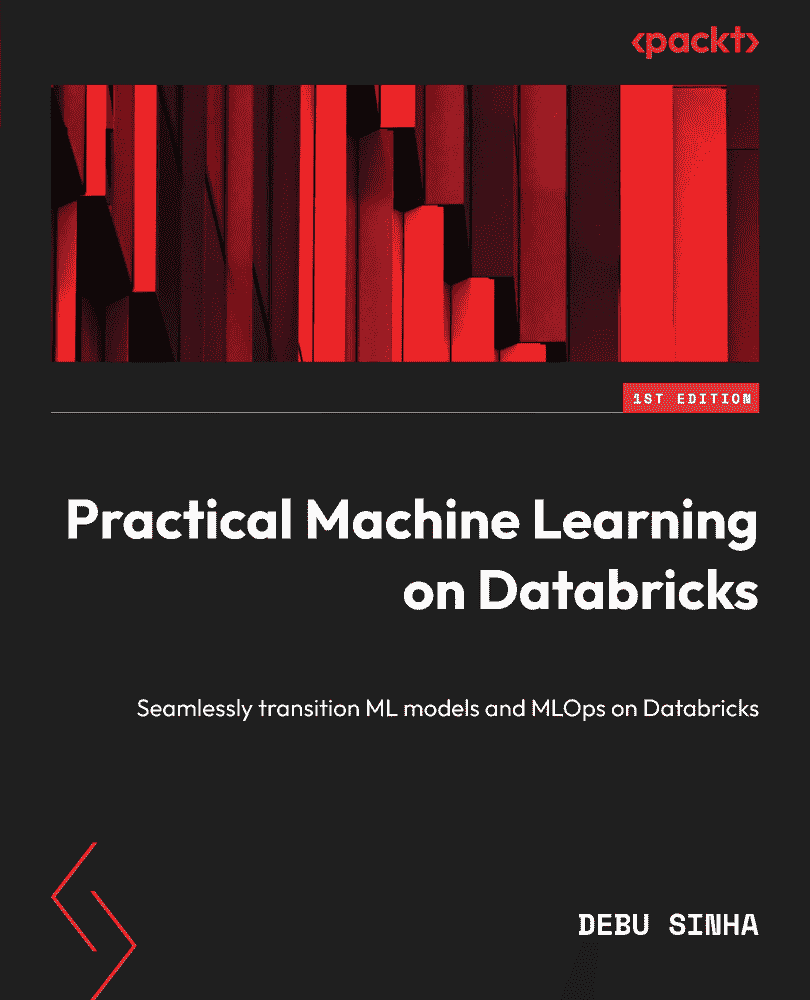 <packt>
1ST EDITION
Practical Machine Learning
on Databricks
Seamlessly transition ML models and MLOps on Databricks
DEBU SINHA